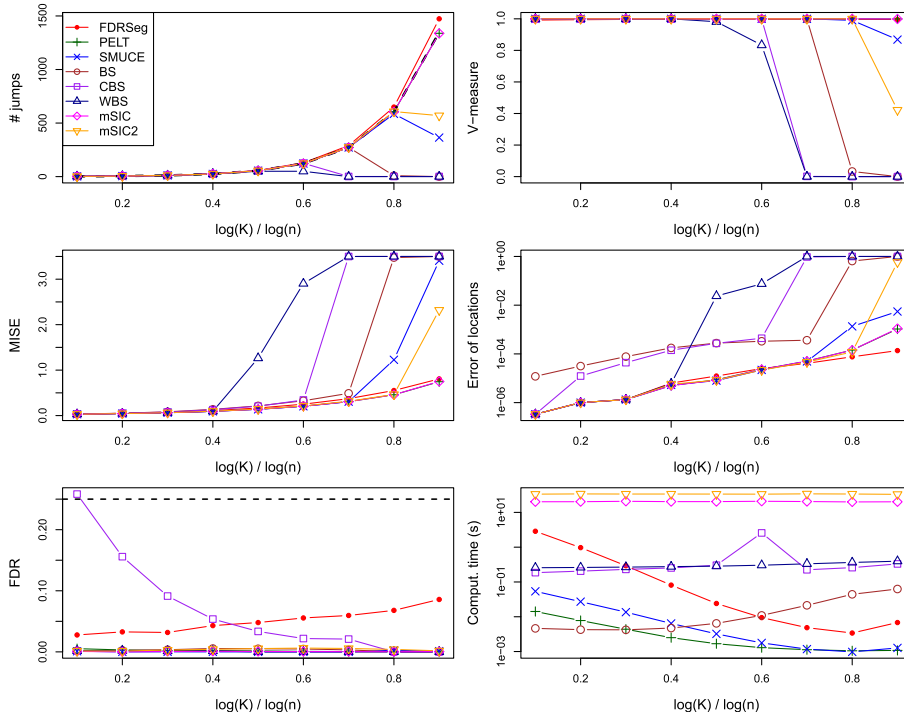 # jumps
1500
1000
500
0
FDRSeg
PELT
SMUCE
BS
CBS
WBS
mSIC
mSIC2
0.2 0.4 0.6 0.8
log(K) / log(n)
V-measure
1.0
0.8
0.6
0.4
0.2
0.0
0.2 0.4 0.6 0.8
log(K) / log(n)
MISE
3.0
2.0
1.0
0.0
0.2 0.4 0.6 0.8
log(K) / log(n)
Error of locations
1e+00
1e-02
1e-04
1e-06
0.2 0.4 0.6 0.8
log(K) / log(n)
FDR
0.20
0.10
0.00
0.2 0.4 0.6 0.8
log(K) / log(n)
Comput. time (s)
1e+01
1e-01
1e-03
0.2 0.4 0.6 0.8
log(K) / log(n)